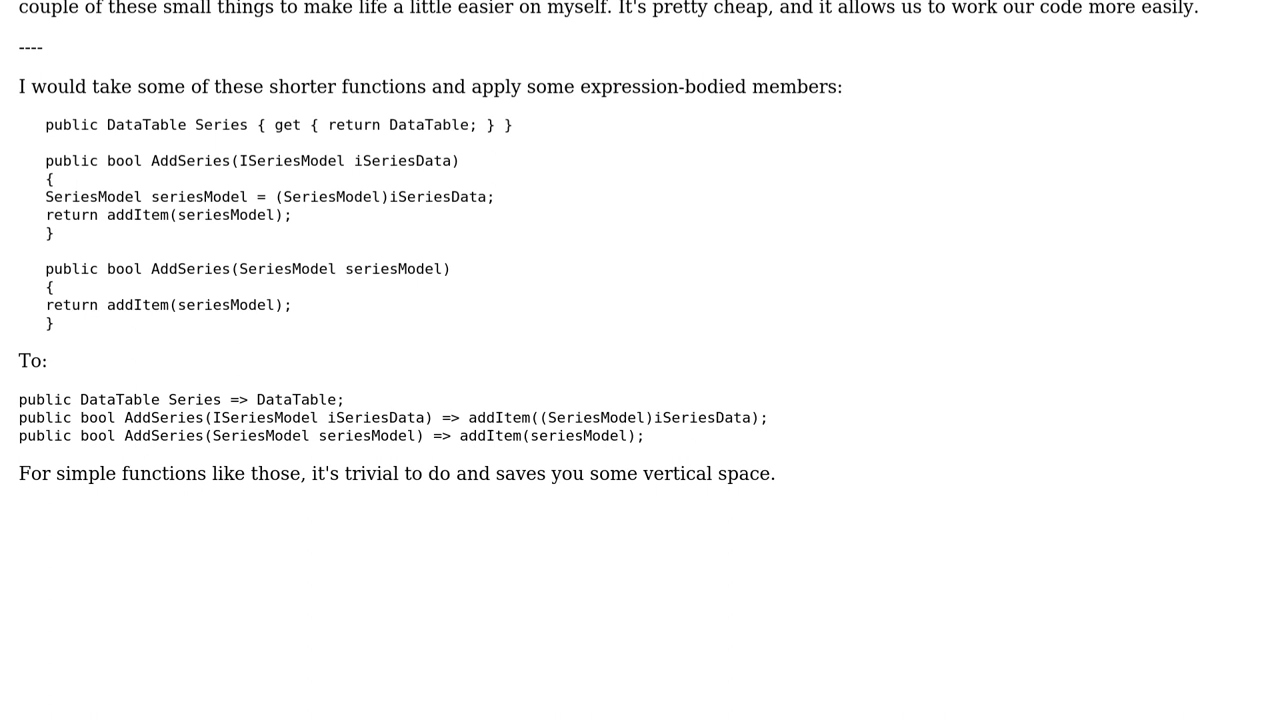 couple of these small things to make life a little easier on myself. It's pretty cheap, and it allows us to work our code more easily.
----
I would take some of these shorter functions and apply some expression-bodied members:
public DataTable Series { get { return DataTable; } }
public bool AddSeries(ISeriesModel iSeriesData)
{
SeriesModel seriesModel = (SeriesModel)iSeriesData;
return addItem(seriesModel);
}
public bool AddSeries(SeriesModel seriesModel)
{
return addItem(seriesModel);
}
To:
public DataTable Series => DataTable;
public bool AddSeries(ISeriesModel iSeriesData) => addItem((SeriesModel)iSeriesData);
public bool AddSeries(SeriesModel seriesModel) => addItem(seriesModel);
For simple functions like those, it's trivial to do and saves you some vertical space.